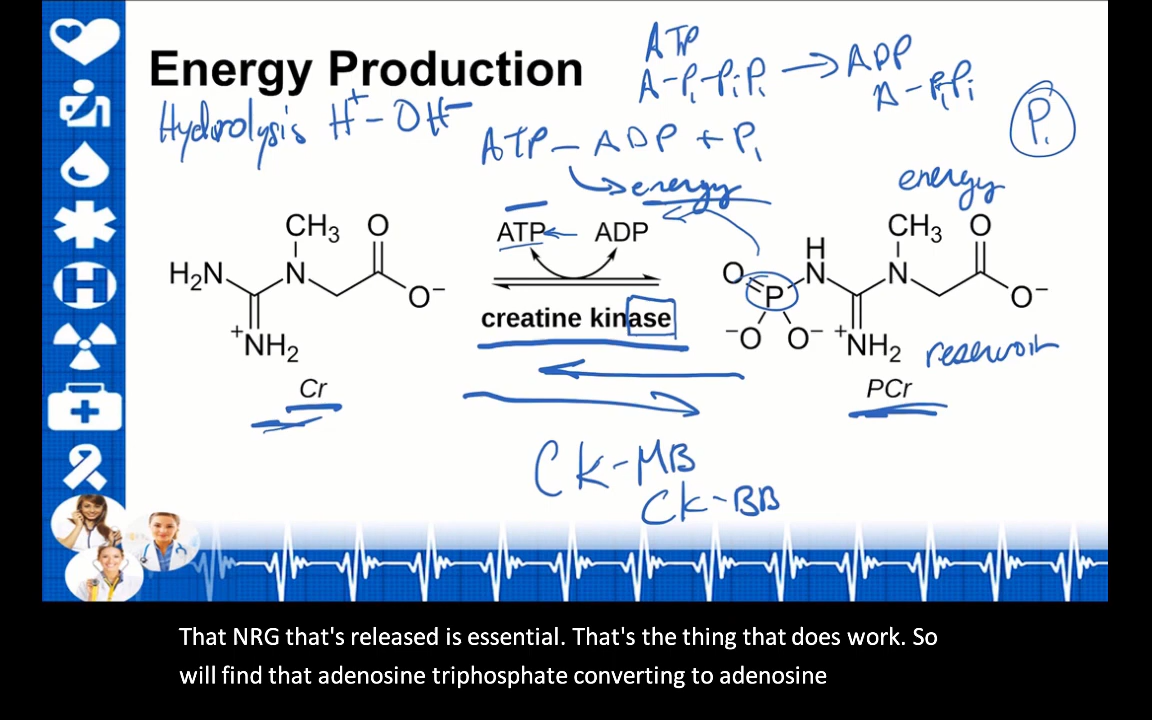 Energy Production
ATP
A-Pi-PiPi → ADP
A-PiPi
Pi
Hydrolysis H+-OH-
ATP - ADP + Pi
energy
energy
CH3 O
H2N N O-
+NH2
Cr
ATP ADP
creatine kinase
H CH3 O
O N N O-
P
-O O- +NH2
reservoir
PCr
CK-MB
CK-BB
H
That NRG that's released is essential. That's the thing that does work. So
will find that adenosine triphosphate converting to adenosine